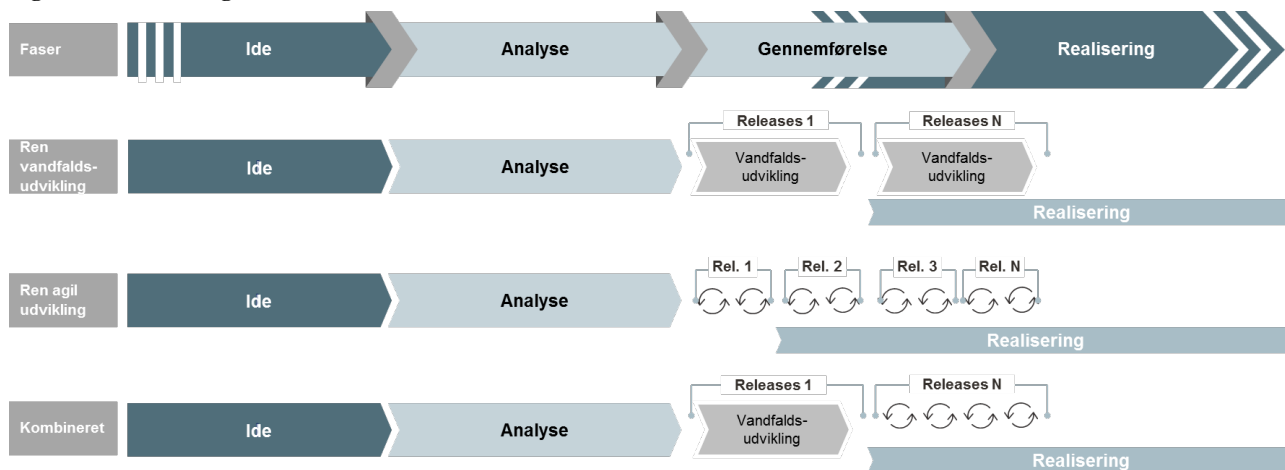 Faser
Ide
Analyse
Gennemførelse
Realisering
Ren
vandfalds-
udvikling
Ide
Analyse
Releases 1
Vandfalds-
udvikling
Releases N
Vandfalds-
udvikling
Realisering
Ren agil
udvikling
Ide
Analyse
Rel. 1
Rel. 2
Rel. 3
Rel. N
Realisering
Kombineret
Ide
Analyse
Releases 1
Vandfalds-
udvikling
Releases N
Realisering